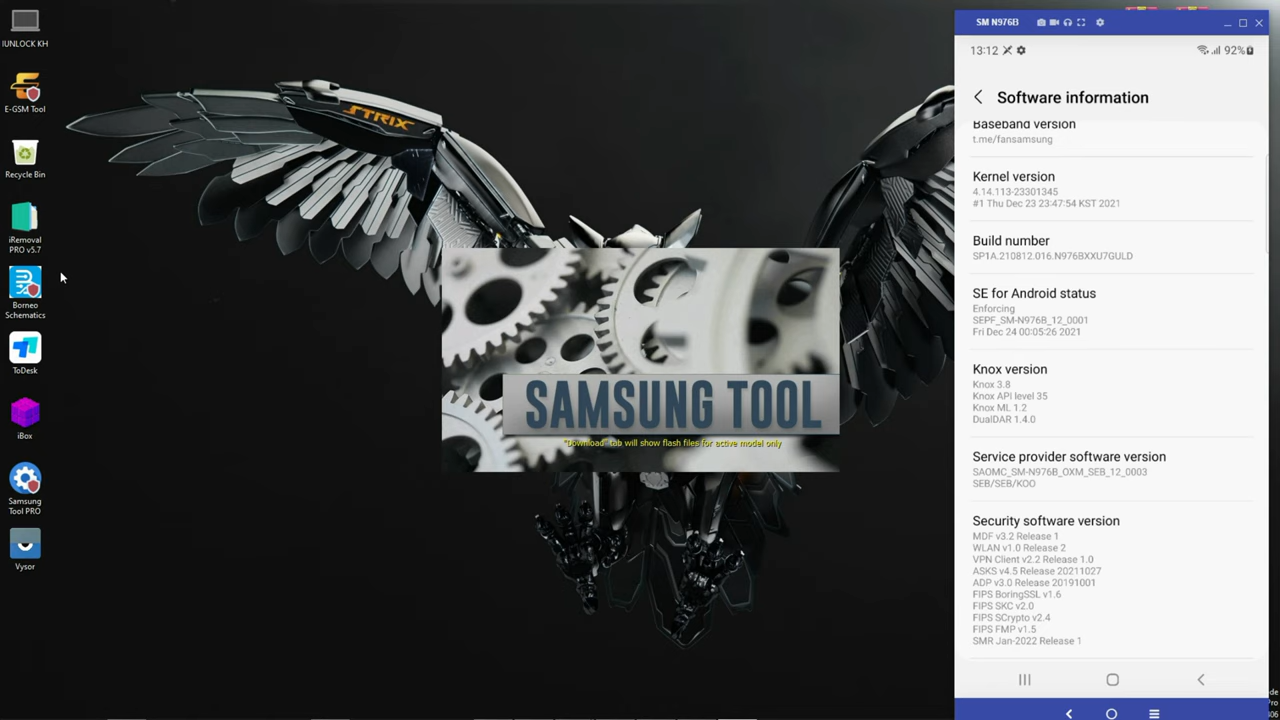 IUNLOCK KH
E-GSM Tool
Recycle Bin
iRemoval
PRO v5.7
Borneo
Schematics
ToDesk
iBox
Samsung
Tool PRO
Vysor
STRIX
SAMSUNG TOOL
"Download" tab will show flash files for active model only
SM N976B
13:12
92%
Software information
Baseband version
t.me/fansamsung
Kernel version
4.14.113-23301345
#1 Thu Dec 23 23:47:54 KST 2021
Build number
SP1A.210812.016.N976BXXU7GULD
SE for Android status
Enforcing
SEPF_SM-N976B_12_0001
Fri Dec 24 00:05:26 2021
Knox version
Knox 3.8
Knox API level 35
Knox ML 1.2
DualDAR 1.4.0
Service provider software version
SAOMC_SM-N976B_OXM_SEB_12_0003
SEB/SEB/KOO
Security software version
MDF v3.2 Release 1
WLAN v1.0 Release 2
VPN Client v2.2 Release 1.0
ASKS v4.5 Release 20211027
ADP v3.0 Release 20191001
FIPS BoringSSL v1.6
FIPS SKC v2.0
FIPS SCrypto v2.4
FIPS FMP v1.5
SMR Jan-2022 Release 1